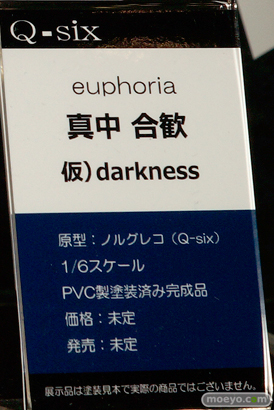 Q-six
euphoria
真中 合歓
仮）darkness
原型：ノルグレコ（Q-six）
1/6スケール
PVC製塗装済み完成品
価格：未定
発売：未定
展示品は塗装見本で実際の商品ではございません。
moeyo.com